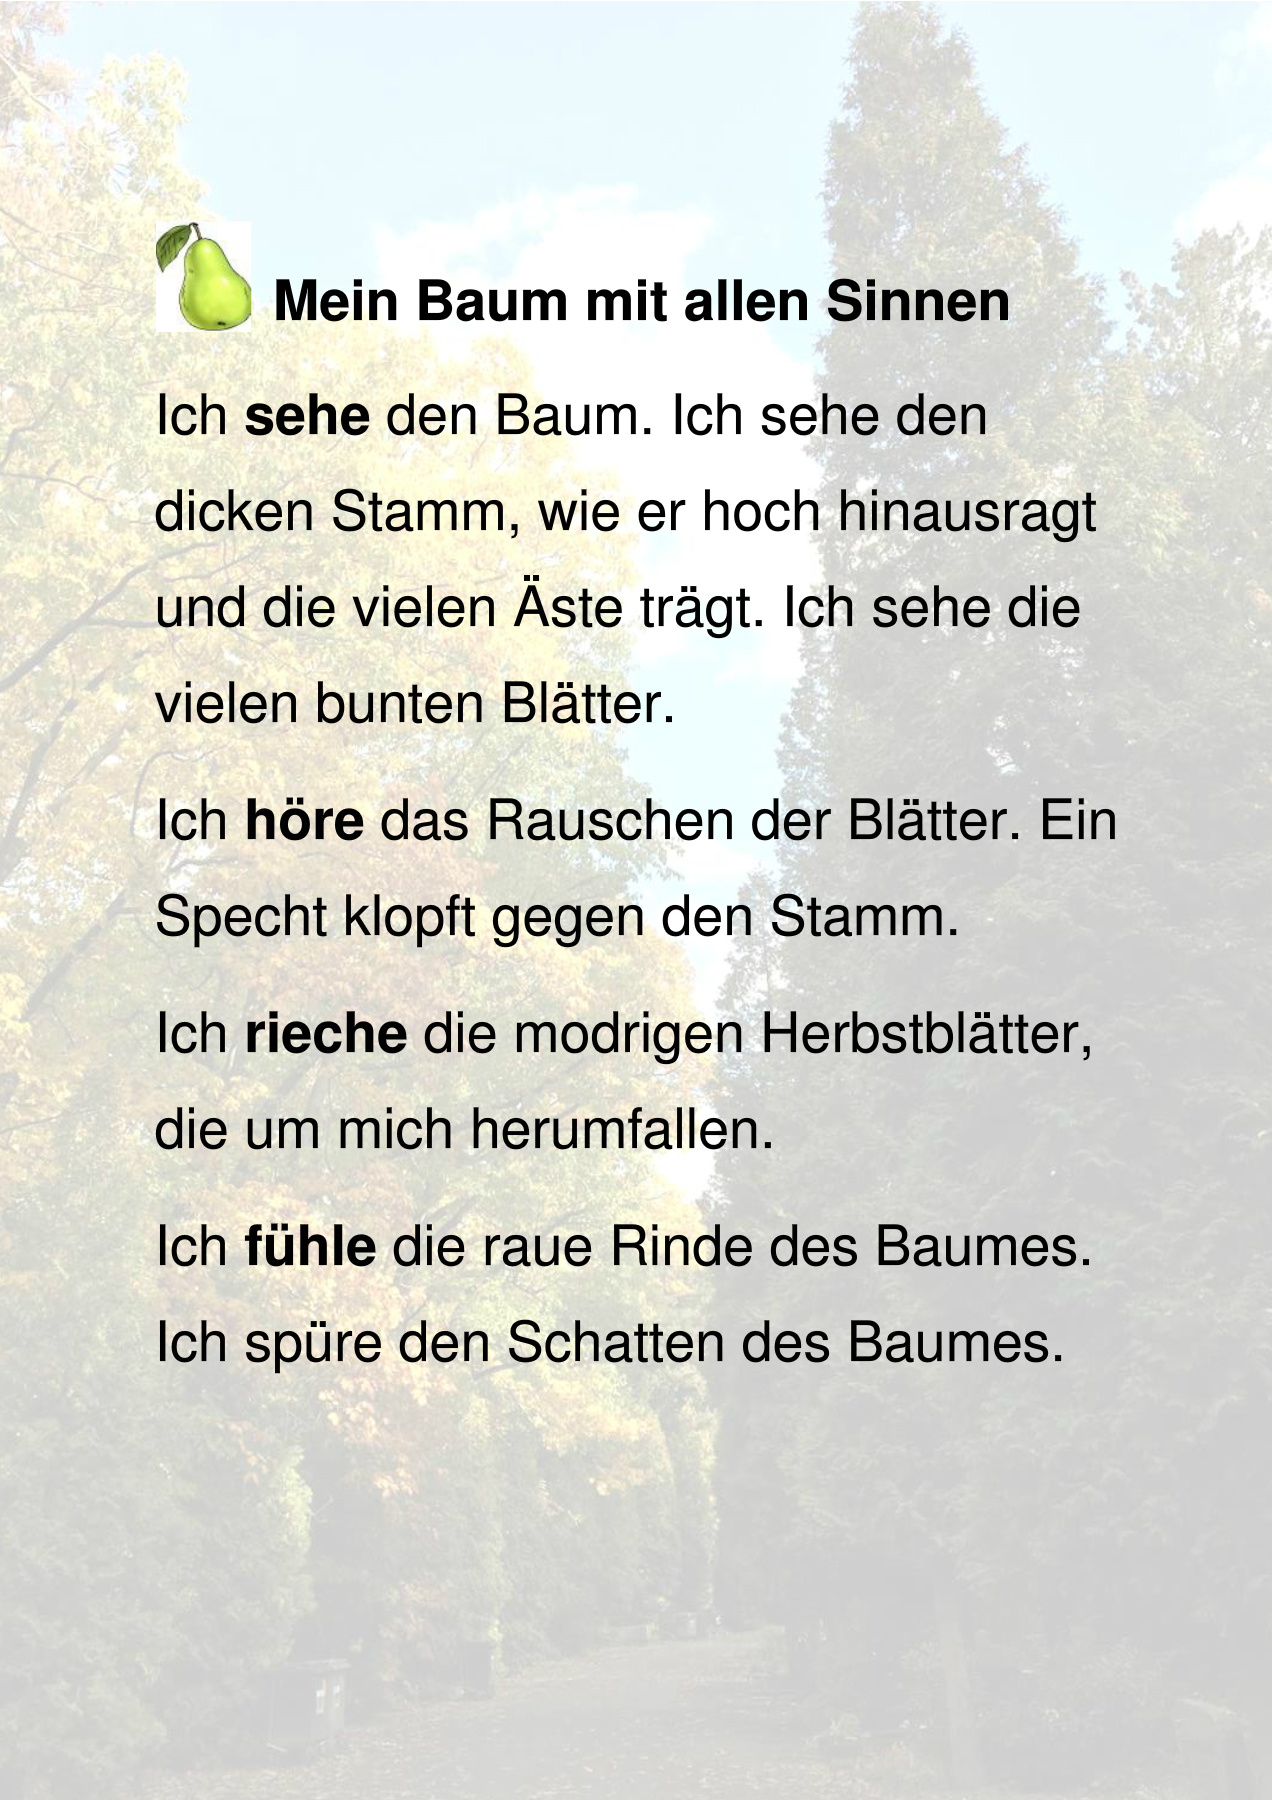 Mein Baum mit allen Sinnen
Ich sehe den Baum. Ich sehe den
dicken Stamm, wie er hoch hinausragt
und die vielen Äste trägt. Ich sehe die
vielen bunten Blätter.
Ich höre das Rauschen der Blätter. Ein
Specht klopft gegen den Stamm.
Ich rieche die modrigen Herbstblätter,
die um mich herumfallen.
Ich fühle die raue Rinde des Baumes.
Ich spüre den Schatten des Baumes.